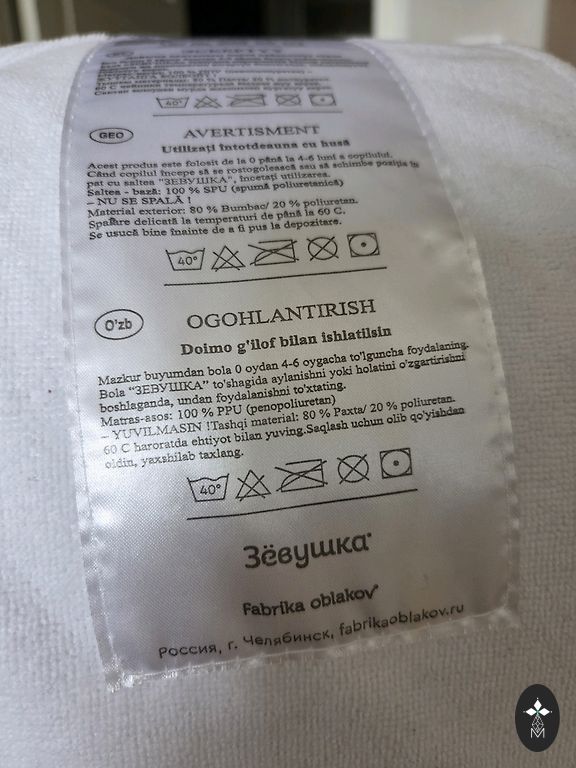 60 C
40°
GEO
AVERTISMENT
Utilizați întotdeauna cu husă
Acest produs este folosit de la 0 până la 4-6 luni a copilului.
Când copilul începe să se rostogolească sau să schimbe poziția în
pat cu saltea "ЗЕВУШКА", încetați utilizarea.
Saltea - bază: 100 % SPU (spumă poliuretanică)
– NU SE SPALĂ !
Material exterior: 80 % Bumbac/ 20 % poliuretan.
Spalare delicată la temperaturi de până la 60 C.
Se usucă bine înainte de a fi pus la depozitare.
40°
O'zb
OGOHLANTIRISH
Doimo g'ilof bilan ishlatilsin
Mazkur buyumdan bola 0 oydan 4-6 oygacha to'lguncha foydalaning.
Bola "ЗЕВУШКА" to'shagida aylanishni yoki holatini o'zgartirishni
boshlaganda, undan foydalanishni to'xtating.
Matras-asos: 100 % PPU (penopoliuretan)
– YUVILMASIN !Tashqi material: 80 % Paxta/ 20 % poliuretan.
60 C haroratda ehtiyot bilan yuving.Saqlash uchun olib qo'yishdan
oldin, yaxshilab taxlang.
40°
Зёвушка
Fabrika oblakov
Россия, г. Челябинск, fabrikaoblakov.ru
M